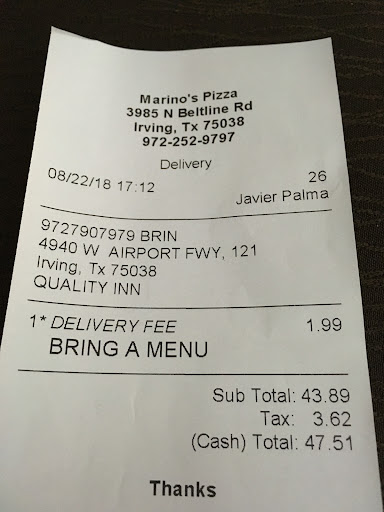 Marino's Pizza
3985 N Beltline Rd
Irving, Tx 75038
972-252-9797
Delivery
08/22/18 17:12 26
Javier Palma
9727907979 BRIN
4940 W AIRPORT FWY, 121
Irving, Tx 75038
QUALITY INN
1* DELIVERY FEE 1.99
BRING A MENU
Sub Total: 43.89
Tax: 3.62
(Cash) Total: 47.51
Thanks